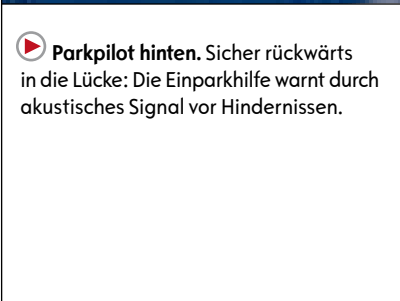 Parkpilot hinten. Sicher rückwärts
in die Lücke: Die Einparkhilfe warnt durch
akustisches Signal vor Hindernissen.